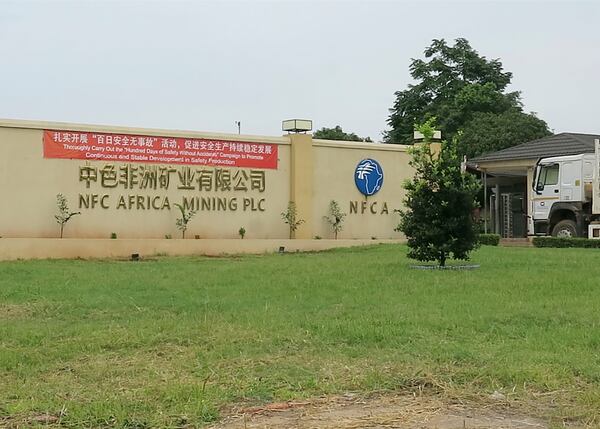 扎实开展“百日安全无事故”活动，促进安全生产持续稳定发展
Thoroughly Carry Out the "Hundred Days of Safety Without Accidents" Campaign to Promote
Continuous and Stable Development in Safety Production
中色非洲矿业有限公司
NFC AFRICA MINING PLC
NFCA